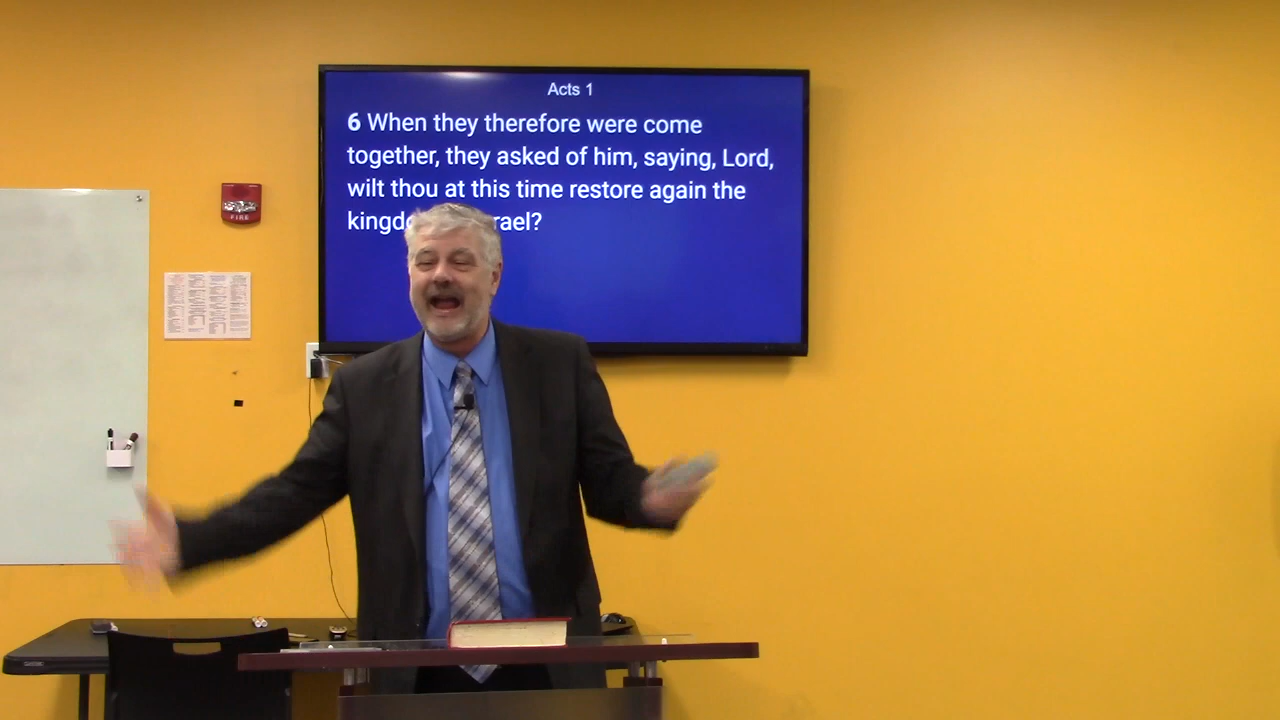 Acts 1
6 When they therefore were come
together, they asked of him, saying, Lord,
wilt thou at this time restore again the
kingdo rael?
FIRE